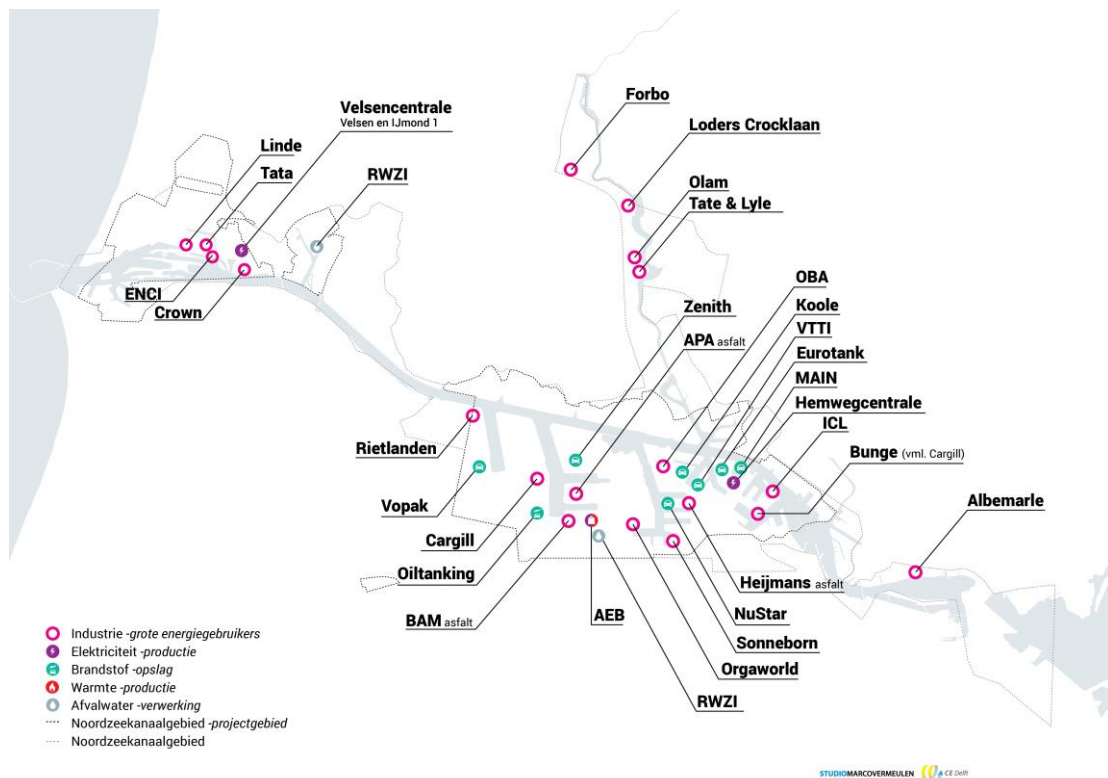 Forbo
Velsencentrale
Velsen en IJmond 1
Loders Crocklaan
Linde
Tata
RWZI
Olam
Tate & Lyle
ENCI
Crown
OBA
Zenith
Koole
VTTI
APA asfalt
Eurotank
MAIN
Hemwegcentrale
ICL
Rietlanden
Bunge (vml. Cargill)
Vopak
Albemarle
Cargill
Oiltanking
Heijmans asfalt
BAM asfalt
AEB
NuStar
Sonneborn
Orgaworld
RWZI
Industrie -grote energiegebruikers
Elektriciteit -productie
Brandstof -opslag
Warmte -productie
Afvalwater -verwerking
Noordzeekanaalgebied -projectgebied
Noordzeekanaalgebied
STUDIOMARCOVERMEULEN
CE Delft